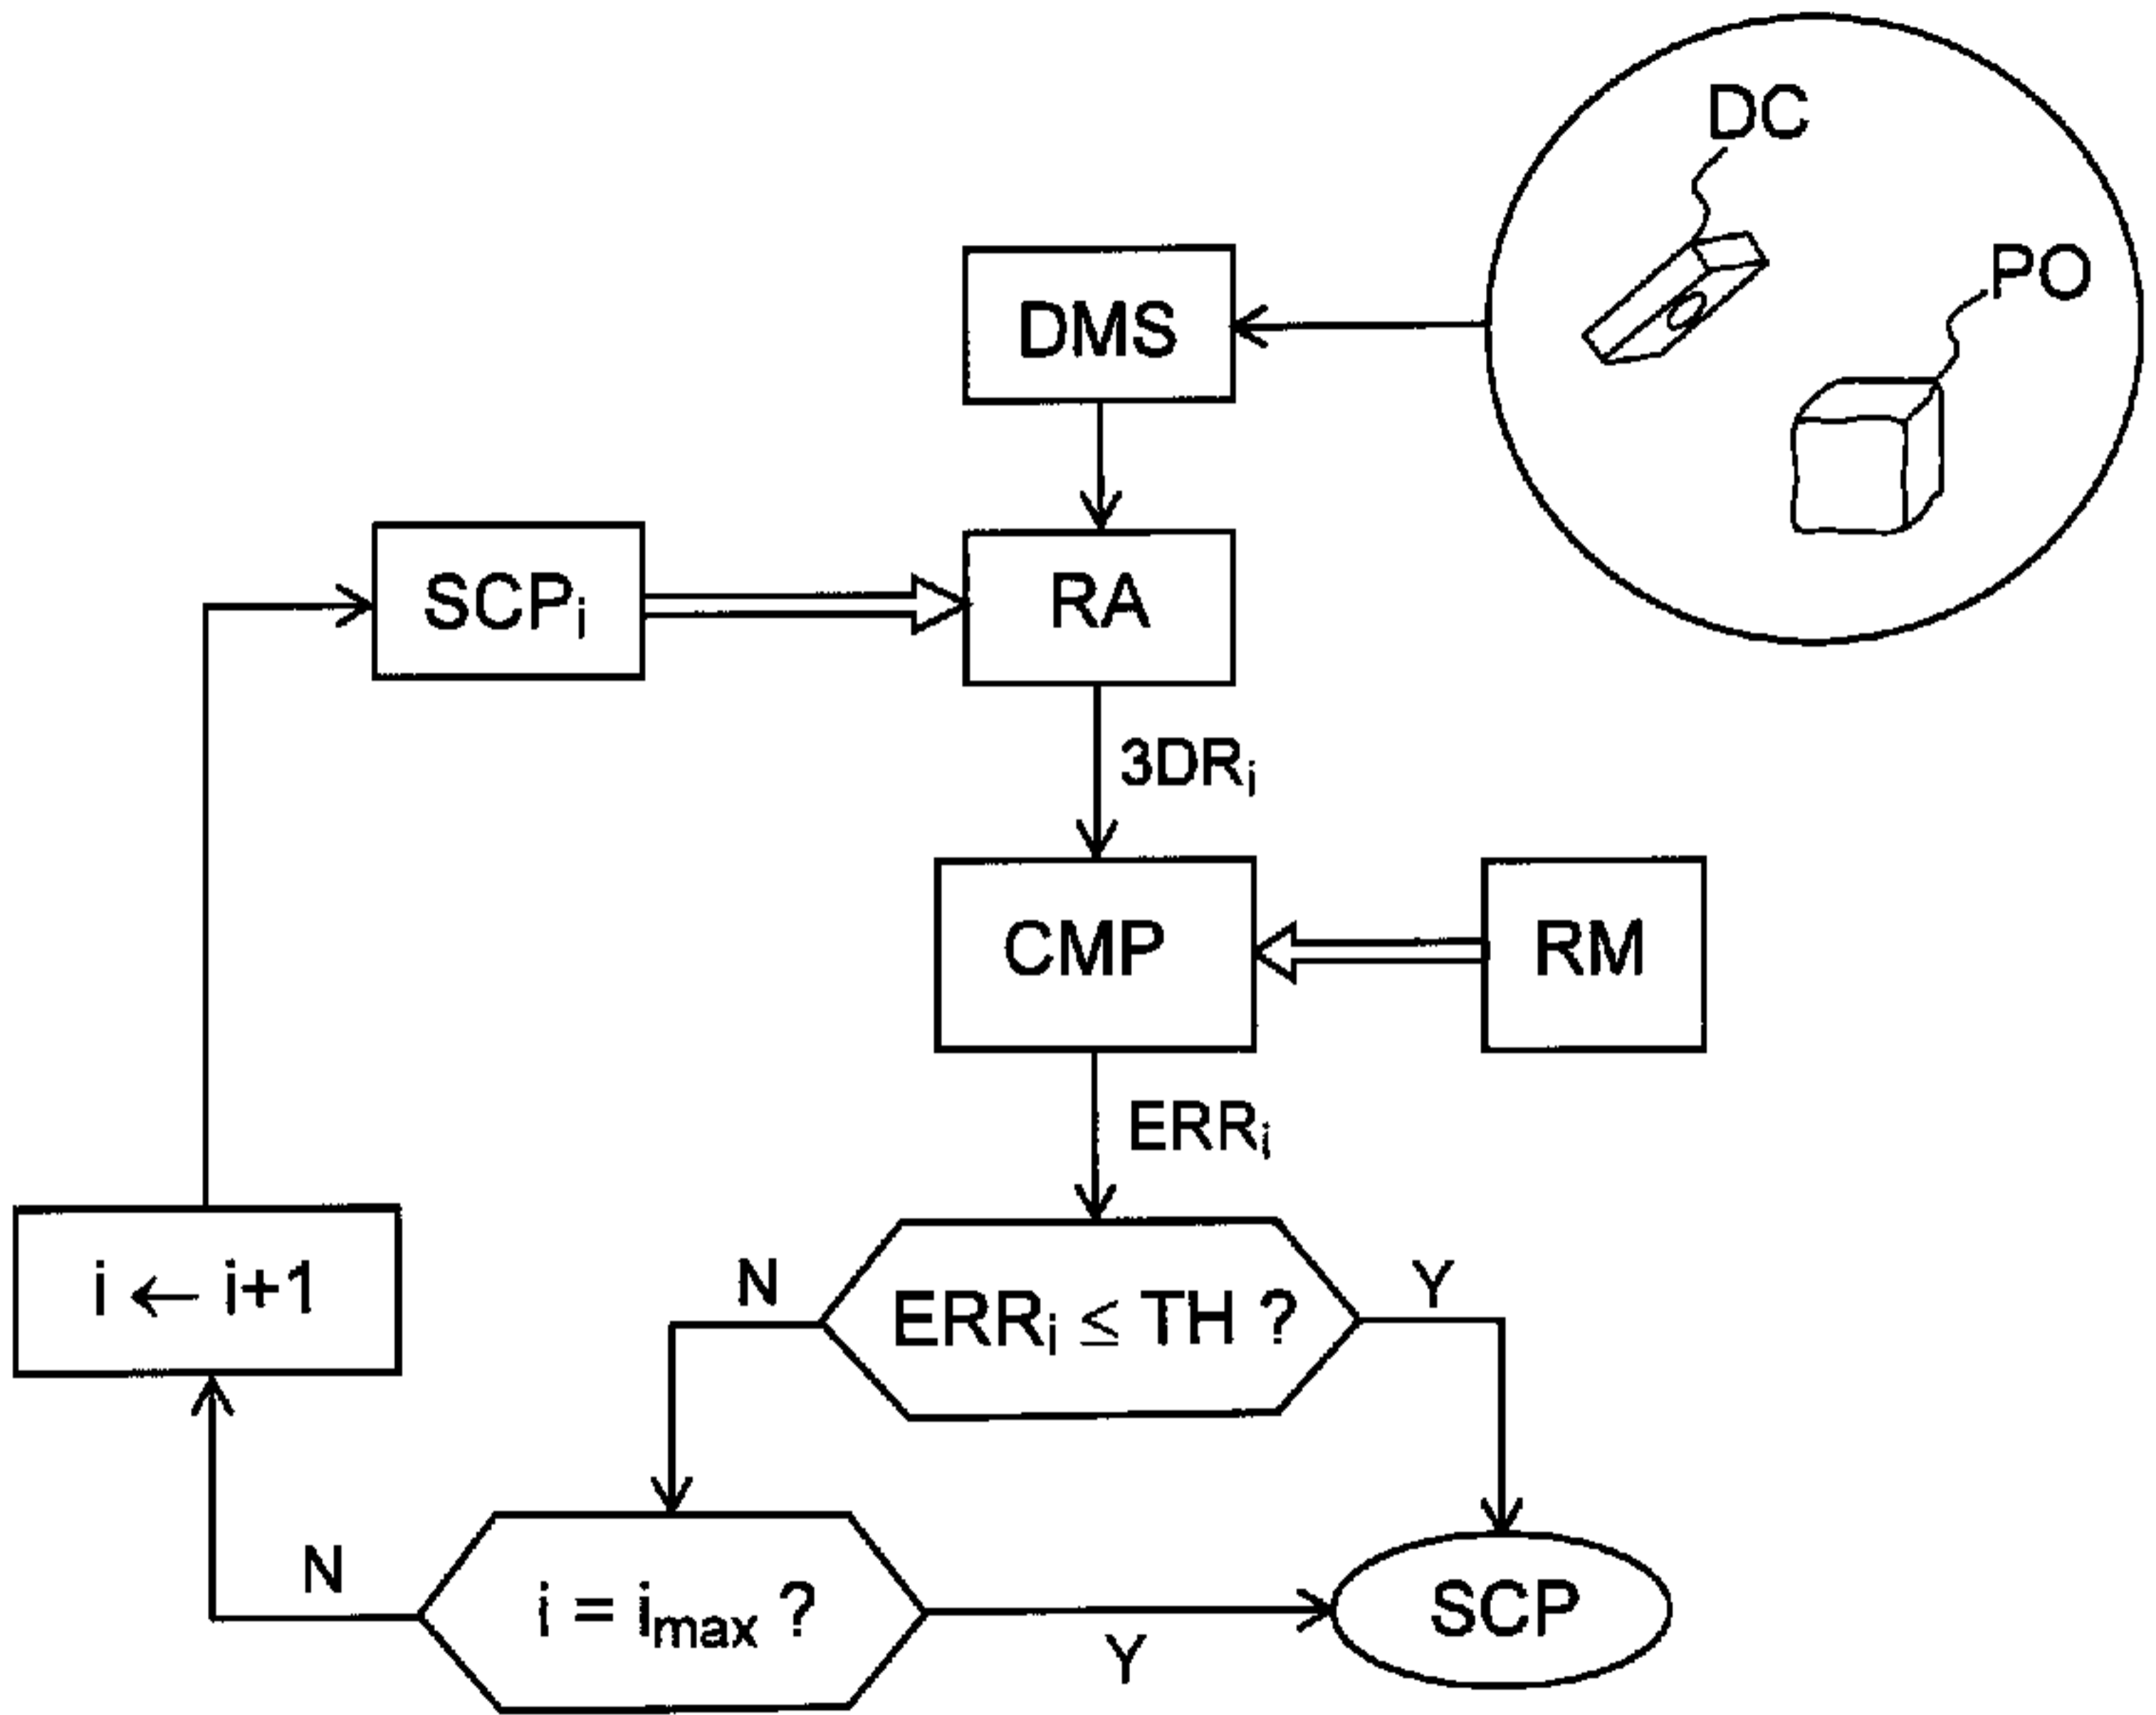 DC
PO
DMS
SCPi
RA
3DRi
CMP
RM
ERRi
i ← i+1
N
ERRi ≤ TH ?
Y
N
i = imax ?
Y
SCP